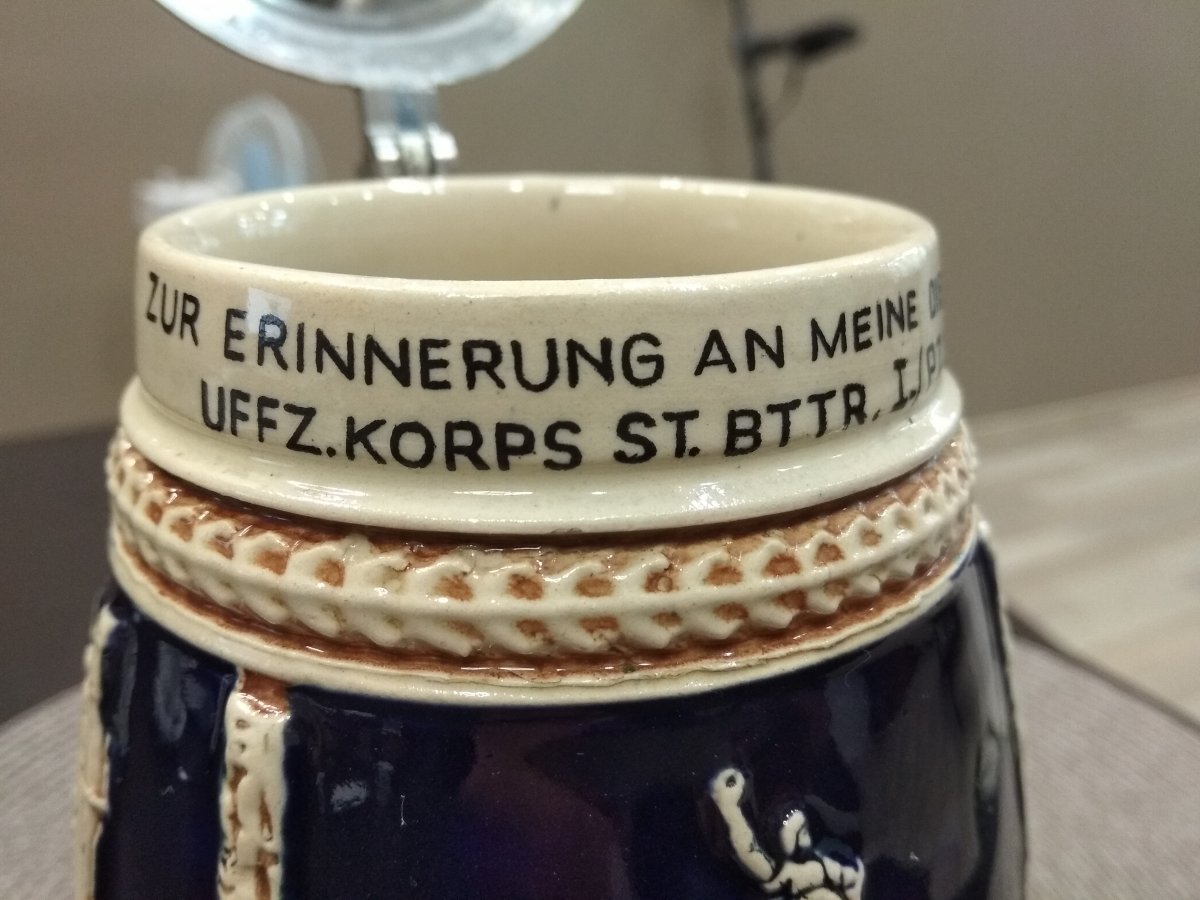 ZUR ERINNERUNG AN MEINE
UFFZ.KORPS ST. BTTR. I./